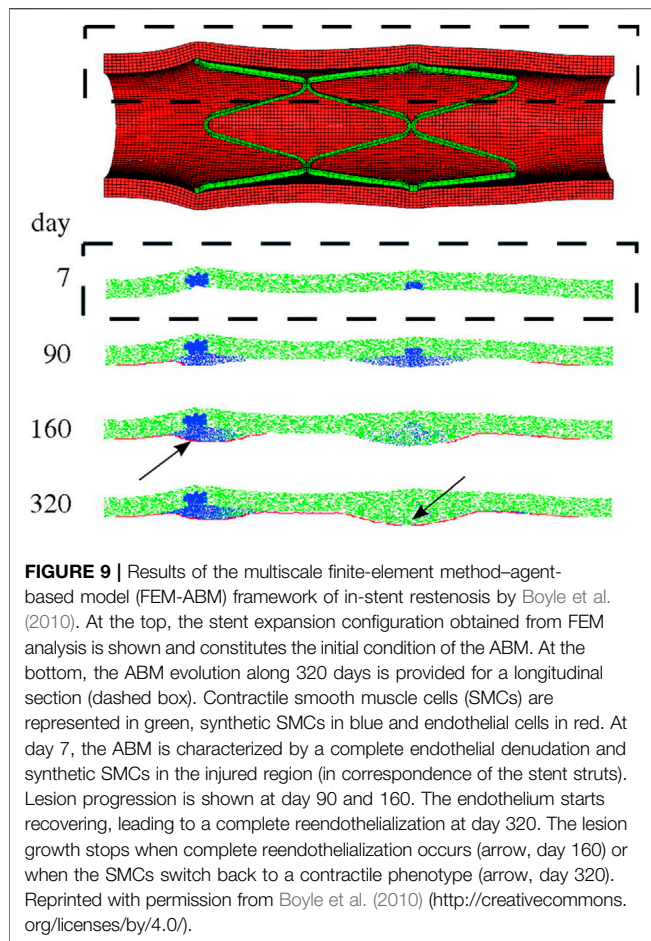 day
7
90
160
320
FIGURE 9 | Results of the multiscale finite-element method–agent-
based model (FEM-ABM) framework of in-stent restenosis by Boyle et al.
(2010). At the top, the stent expansion configuration obtained from FEM
analysis is shown and constitutes the initial condition of the ABM. At the
bottom, the ABM evolution along 320 days is provided for a longitudinal
section (dashed box). Contractile smooth muscle cells (SMCs) are
represented in green, synthetic SMCs in blue and endothelial cells in red. At
day 7, the ABM is characterized by a complete endothelial denudation and
synthetic SMCs in the injured region (in correspondence of the stent struts).
Lesion progression is shown at day 90 and 160. The endothelium starts
recovering, leading to a complete reendothelialization at day 320. The lesion
growth stops when complete reendothelialization occurs (arrow, day 160) or
when the SMCs switch back to a contractile phenotype (arrow, day 320).
Reprinted with permission from Boyle et al. (2010) (http://creativecommons.
org/licenses/by/4.0/).